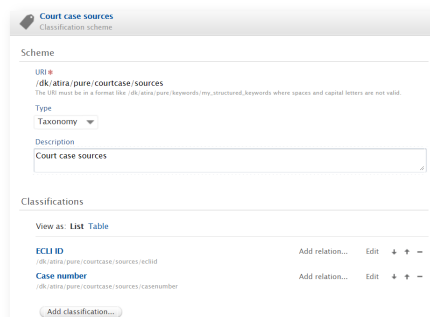 Court case sources
Classification scheme
Scheme
URI *
/dk/atira/pure/courtcase/sources
The URI must be in a format like /dk/atira/pure/keywords/my_structured_keywords where spaces and capital letters are not valid.
Type
Taxonomy
Description
Court case sources
Classifications
View as: List Table
ECLI ID Add relation... Edit
/dk/atira/pure/courtcase/sources/ecliid
Case number Add relation... Edit
/dk/atira/pure/courtcase/sources/casenumber
Add classification...